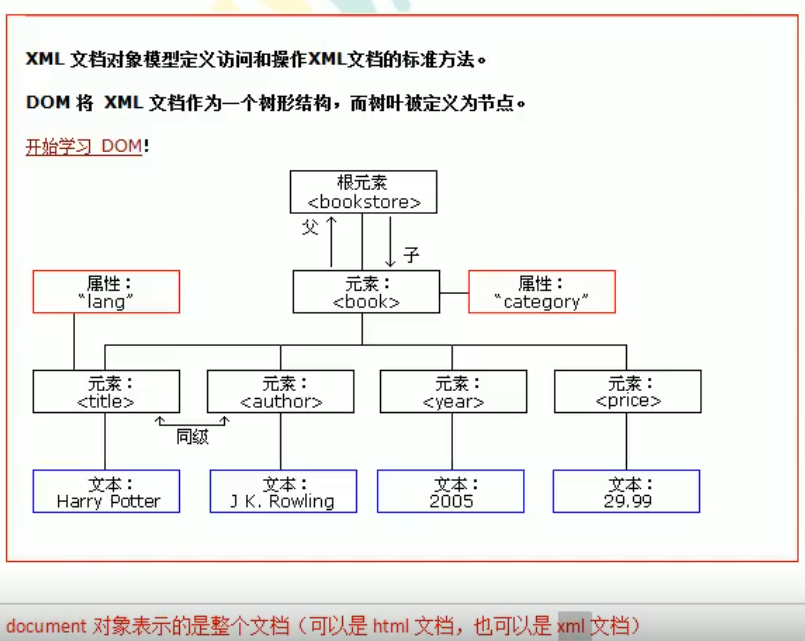 XML 文档对象模型定义访问和操作XML文档的标准方法。
DOM 将 XML 文档作为一个树形结构，而树叶被定义为节点。
开始学习 DOM!
根元素
<bookstore>
父
子
属性：
“lang”
元素：
<book>
属性：
“category”
元素：
<title>
元素：
<author>
元素：
<year>
元素：
<price>
同级
文本：
Harry Potter
文本：
J K. Rowling
文本：
2005
文本：
29.99
document 对象表示的是整个文档（可以是 html 文档，也可以是 xml 文档）